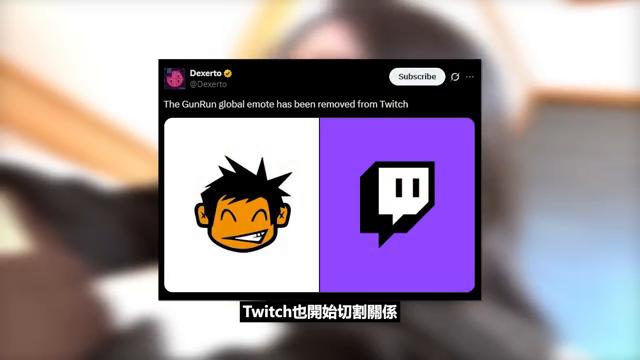 Dexerto
@Dexerto
Subscribe
The GunRun global emote has been removed from Twitch
Twitch也開始切割關係